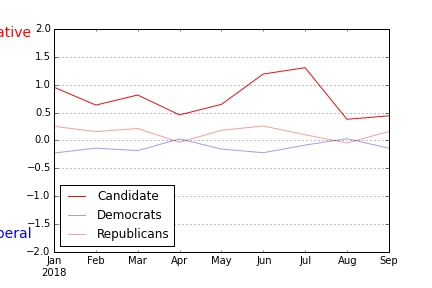 2.0
ative
1.5
1.0
0.5
0.0
−0.5
−1.0
Candidate
Democrats
Republicans
−1.5
beral
−2.0
Jan Feb Mar Apr May Jun Jul Aug Sep
2018